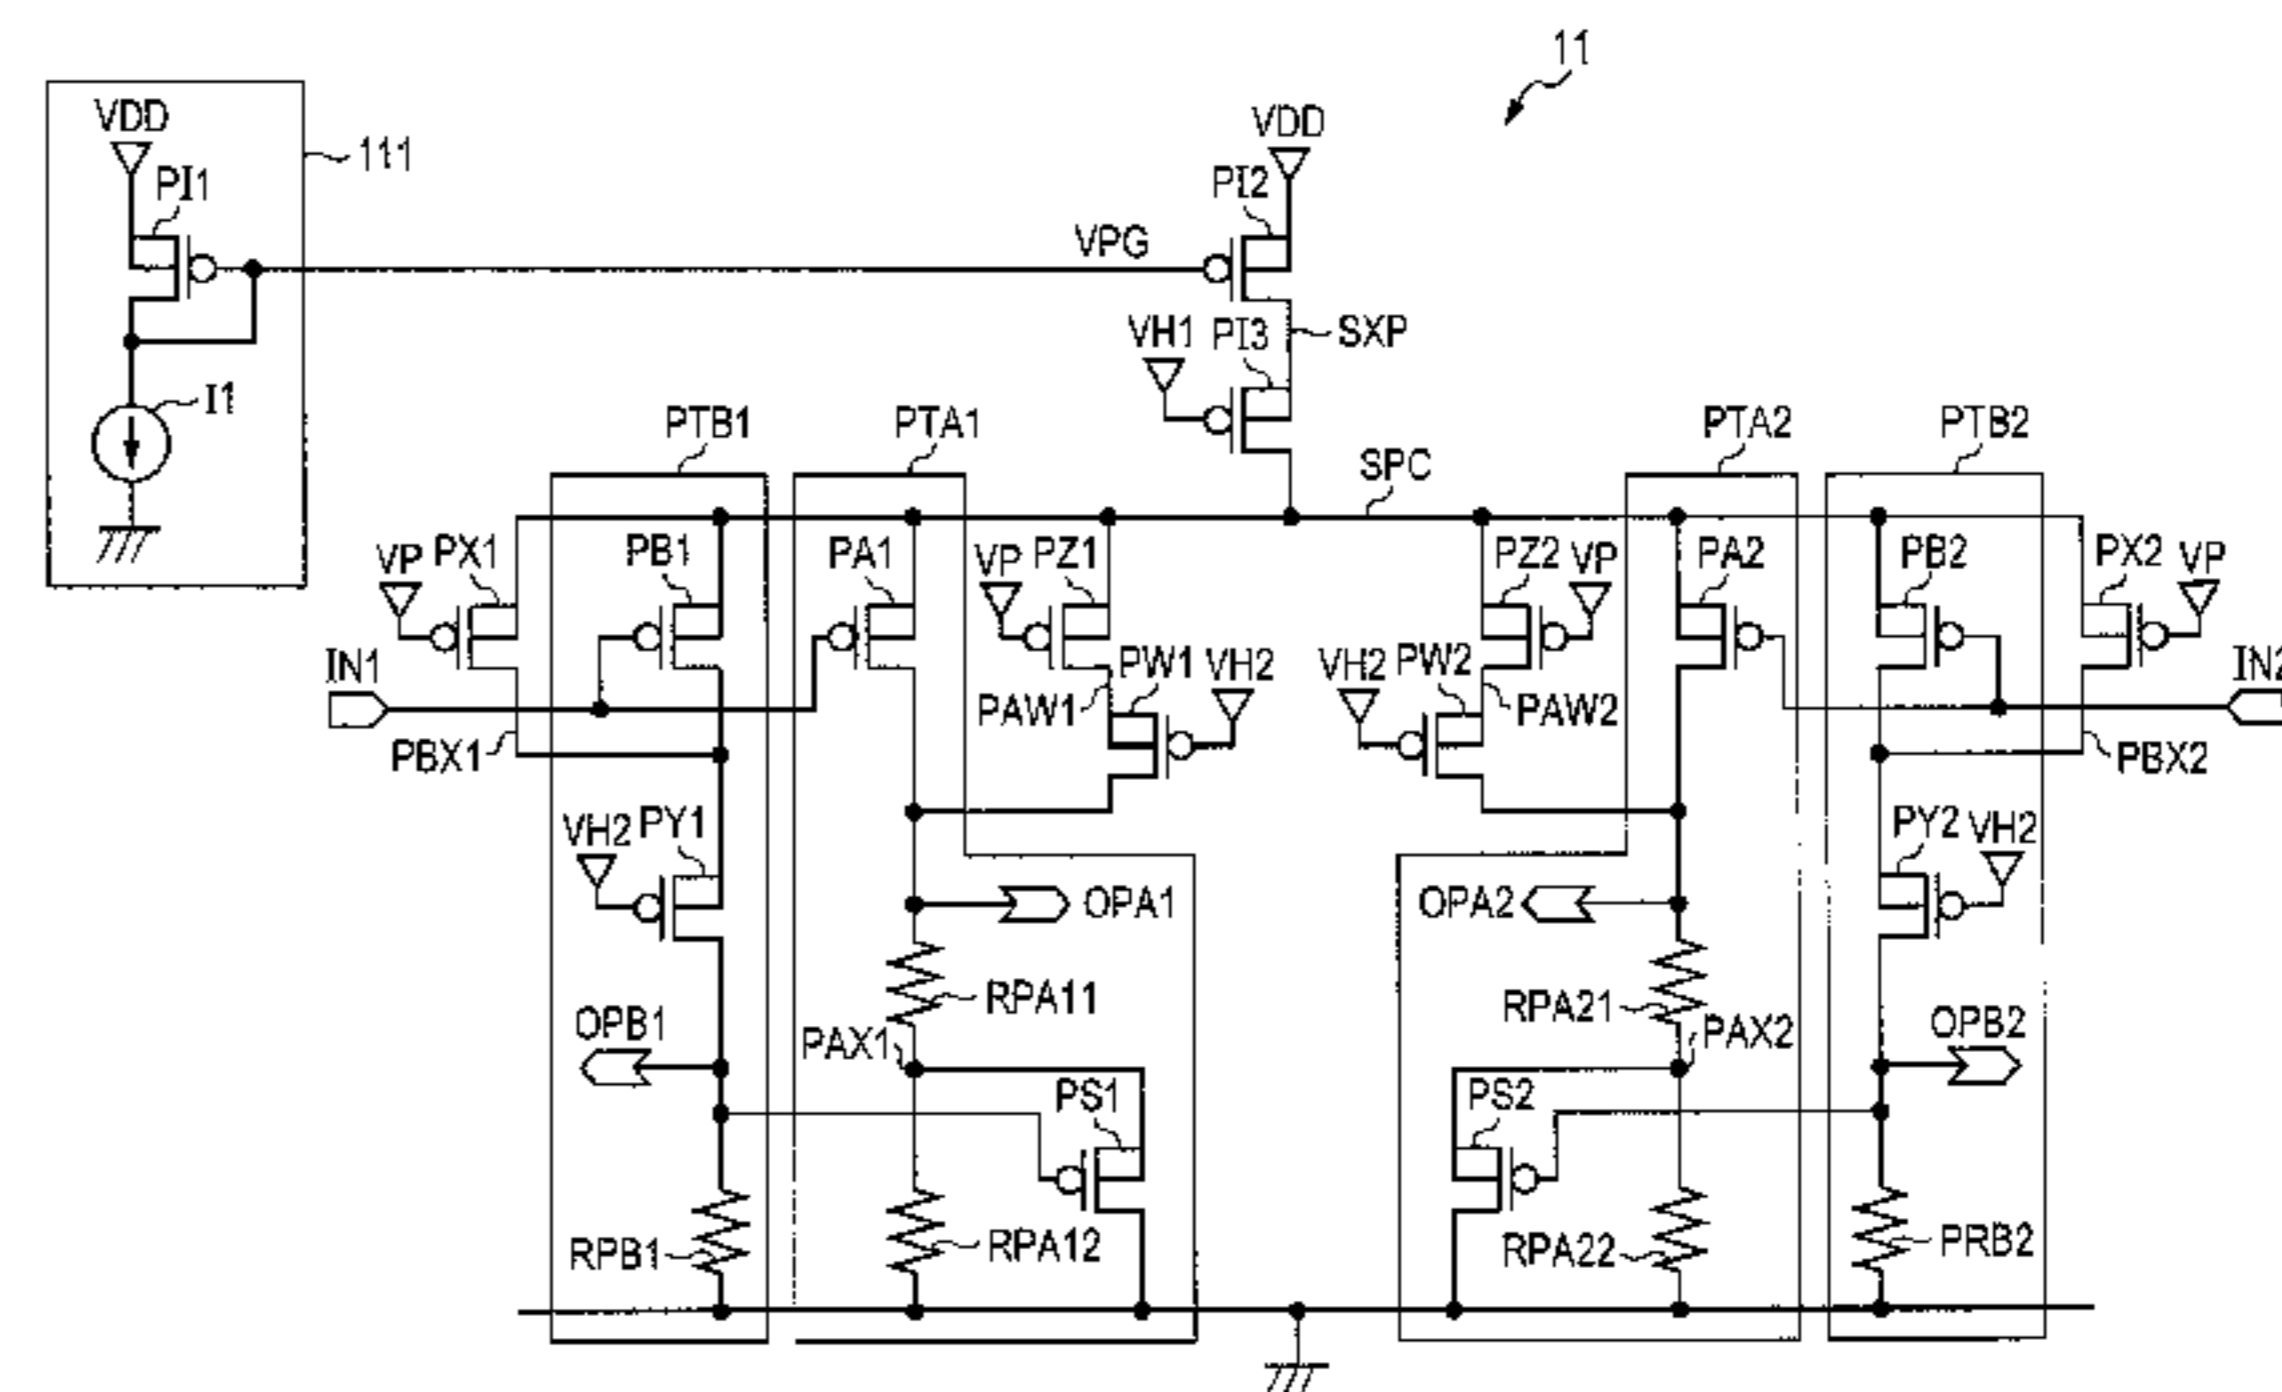 11
VDD
VDD
111
PI1
PI2
VPG
VH1
PI3
SXP
I1
PTB1
PTA1
PTA2
PTB2
SPC
VP
PX1
PB1
PA1
VP
PZ1
PZ2
VP
PA2
PB2
PX2
VP
IN1
PW1
VH2
VH2
PW2
IN2
PAW1
PAW2
PBX1
PBX2
VH2
PY1
PY2
VH2
OPA1
OPA2
RPA11
RPA21
OPB1
PAX1
PAX2
OPB2
PS1
PS2
RPB1
RPA12
RPA22
PRB2